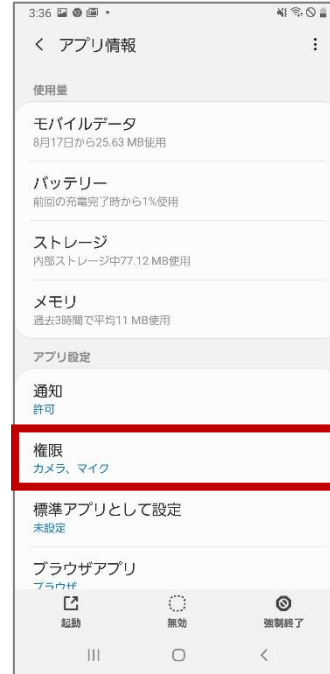 3:36
アプリ情報
使用量
モバイルデータ
8月17日から25.63 MB使用
バッテリー
前回の充電完了時から1%使用
ストレージ
内部ストレージ中77.12 MB使用
メモリ
過去3時間で平均11 MB使用
アプリ設定
通知
許可
権限
カメラ、マイク
標準アプリとして設定
未設定
ブラウザアプリ
ブラウザ
起動 無効 強制終了